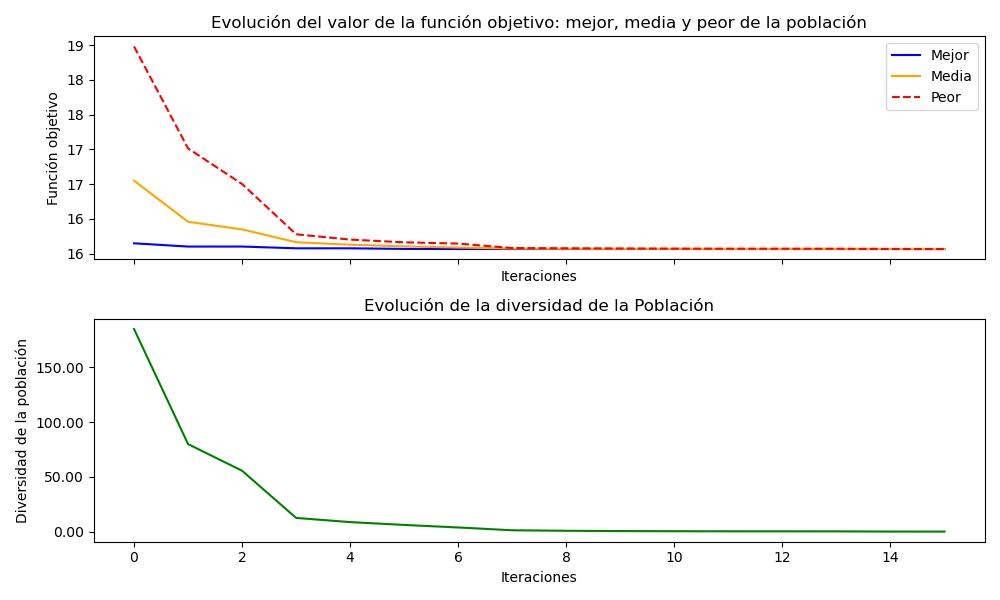 Evolución del valor de la función objetivo: mejor, media y peor de la población
Función objetivo
19
18
18
17
17
16
16
Mejor
Media
Peor
Iteraciones
Evolución de la diversidad de la Población
Diversidad de la población
150.00
100.00
50.00
0.00
0 2 4 6 8 10 12 14
Iteraciones